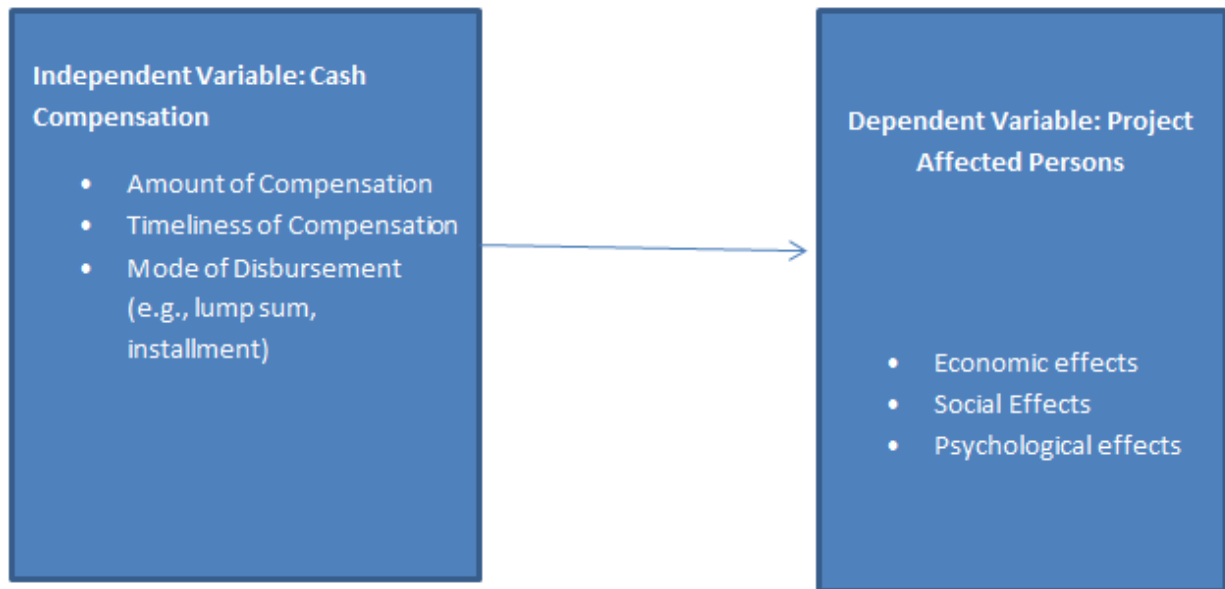 Independent Variable: Cash
Compensation
• Amount of Compensation
• Timeliness of Compensation
• Mode of Disbursement
(e.g., lump sum,
installment)
Dependent Variable: Project
Affected Persons
• Economic effects
• Social Effects
• Psychological effects